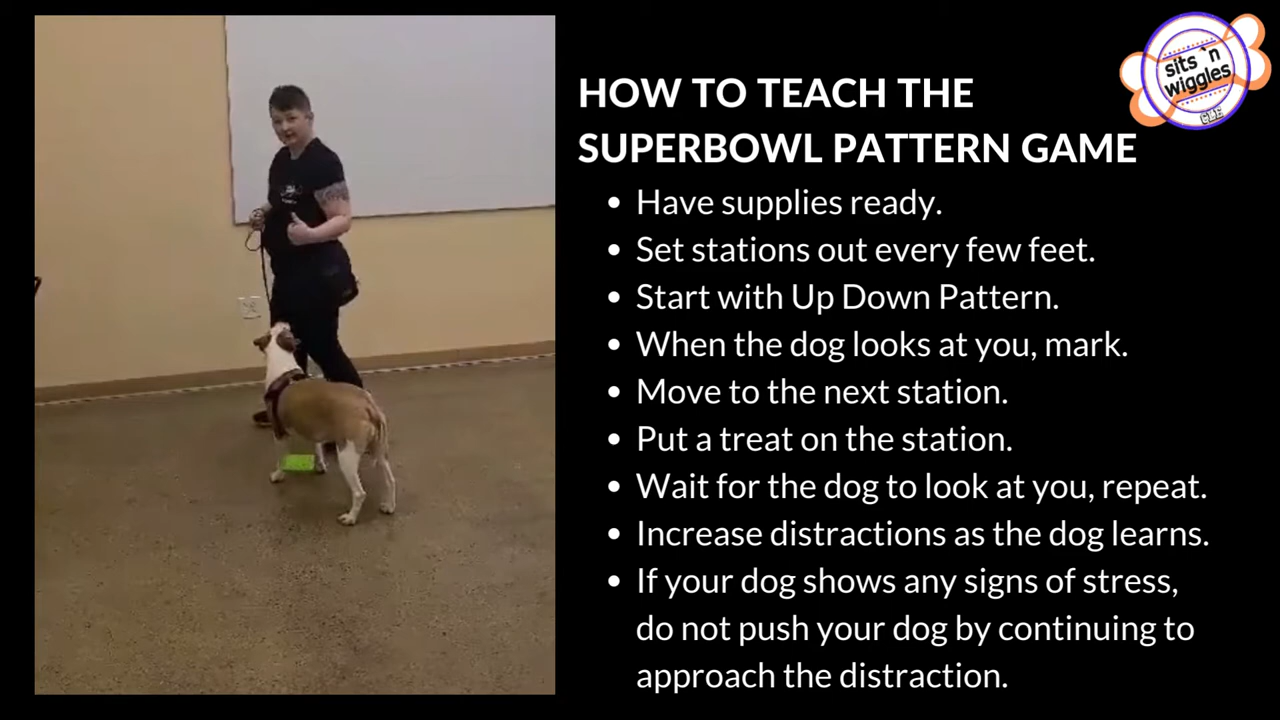 HOW TO TEACH THE
SUPERBOWL PATTERN GAME
• Have supplies ready.
• Set stations out every few feet.
• Start with Up Down Pattern.
• When the dog looks at you, mark.
• Move to the next station.
• Put a treat on the station.
• Wait for the dog to look at you, repeat.
• Increase distractions as the dog learns.
• If your dog shows any signs of stress,
do not push your dog by continuing to
approach the distraction.
sits 'n
wiggles
CLE